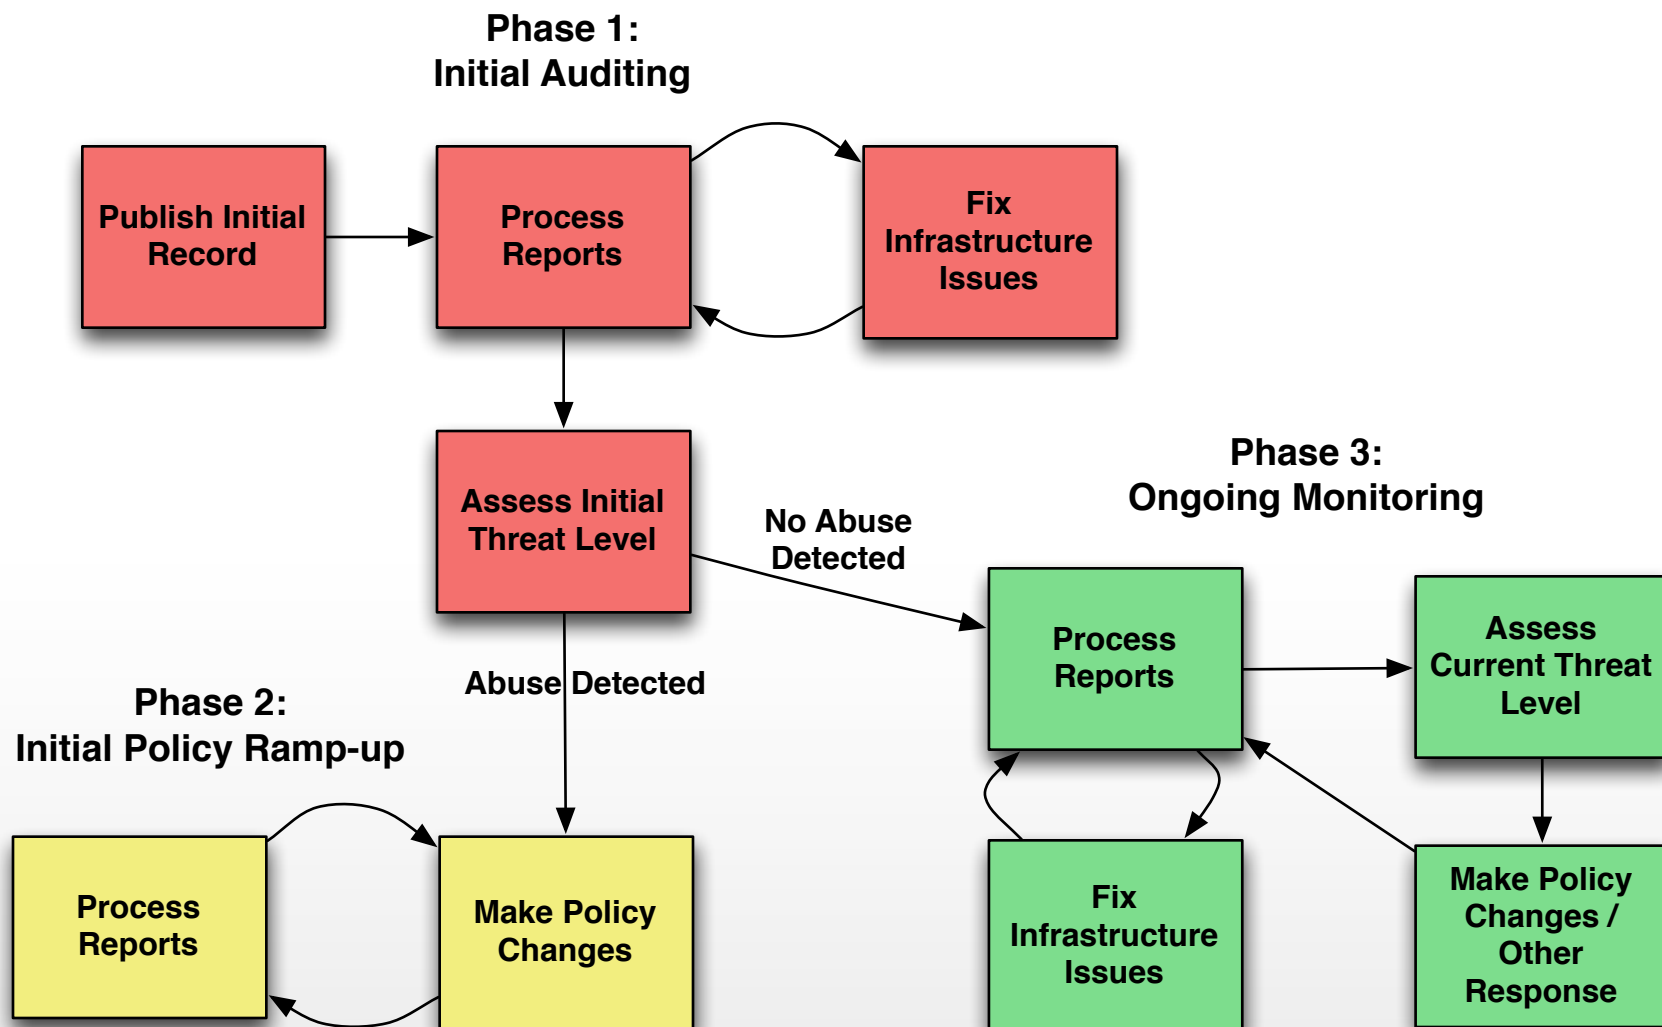 Phase 1:
Initial Auditing
Publish Initial
Record
Process
Reports
Fix
Infrastructure
Issues
Assess Initial
Threat Level
No Abuse
Detected
Abuse Detected
Phase 3:
Ongoing Monitoring
Process
Reports
Assess
Current Threat
Level
Phase 2:
Initial Policy Ramp-up
Process
Reports
Make Policy
Changes
Fix
Infrastructure
Issues
Make Policy
Changes /
Other
Response